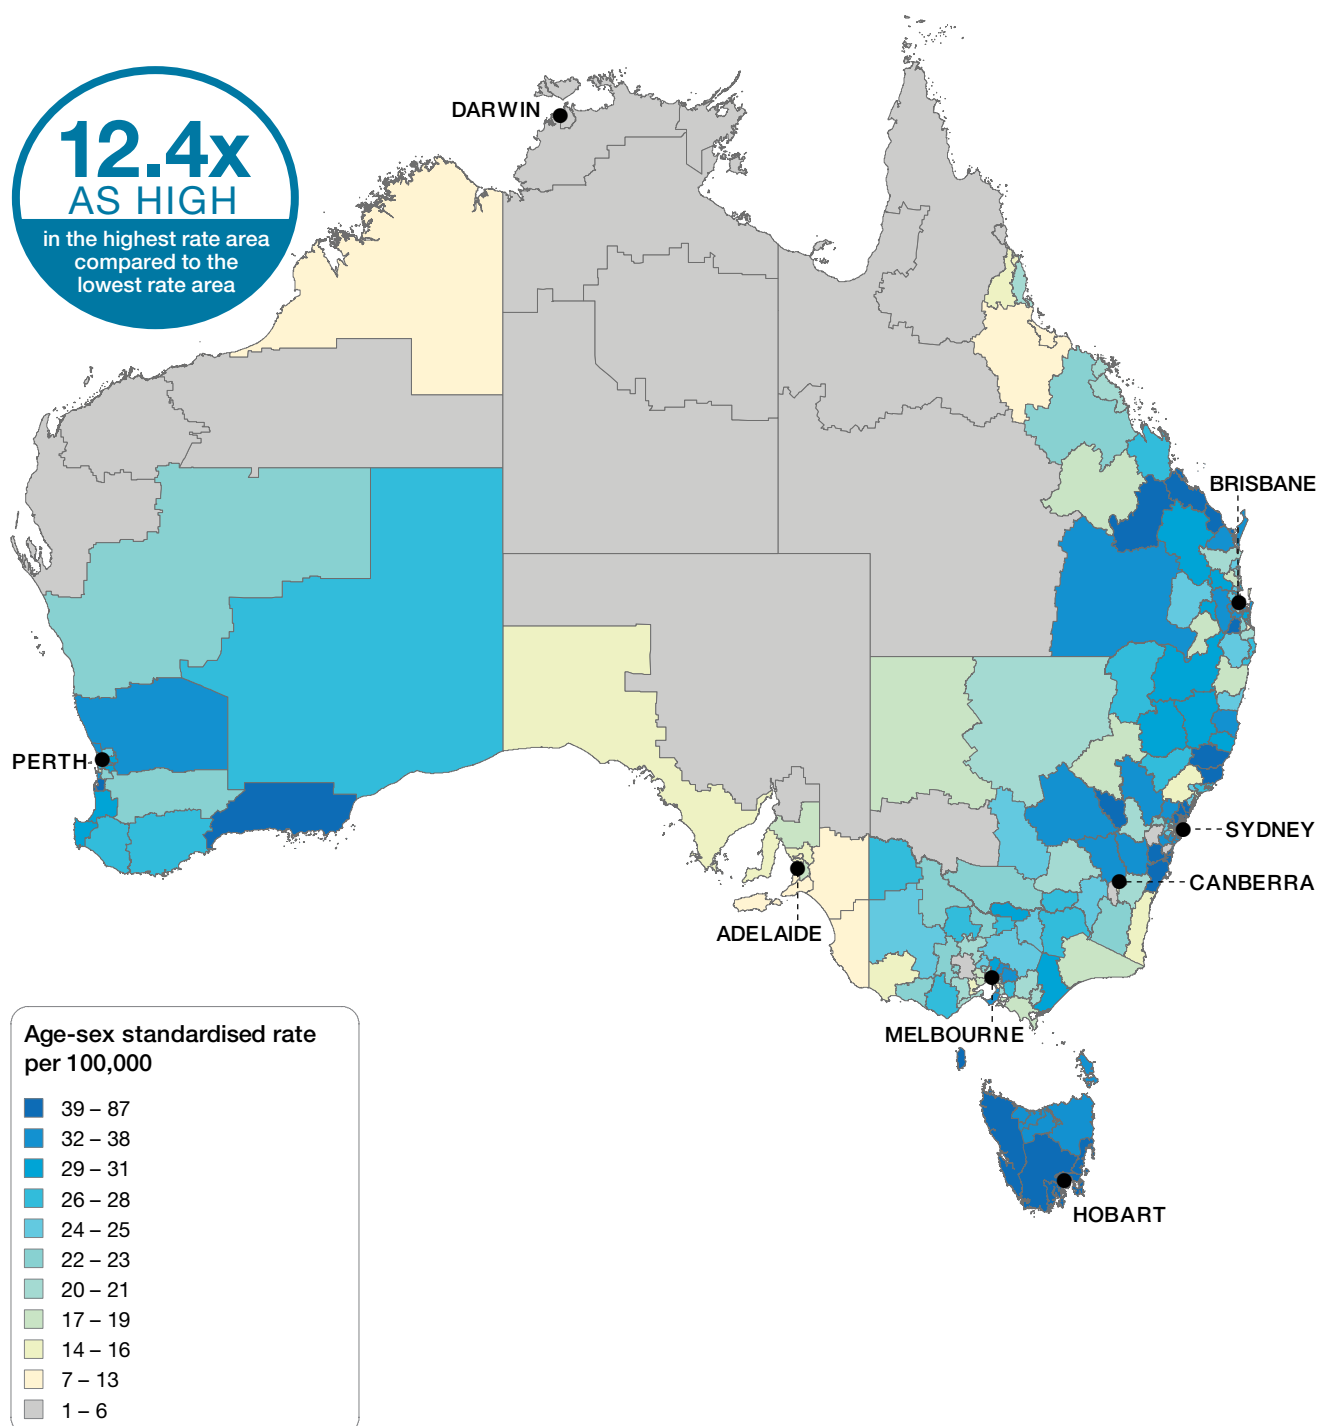 DARWIN
12.4x
AS HIGH
in the highest rate area
compared to the
lowest rate area
BRISBANE
PERTH
SYDNEY
CANBERRA
ADELAIDE
MELBOURNE
HOBART
Age-sex standardised rate
per 100,000
39 – 87
32 – 38
29 – 31
26 – 28
24 – 25
22 – 23
20 – 21
17 – 19
14 – 16
7 – 13
1 – 6